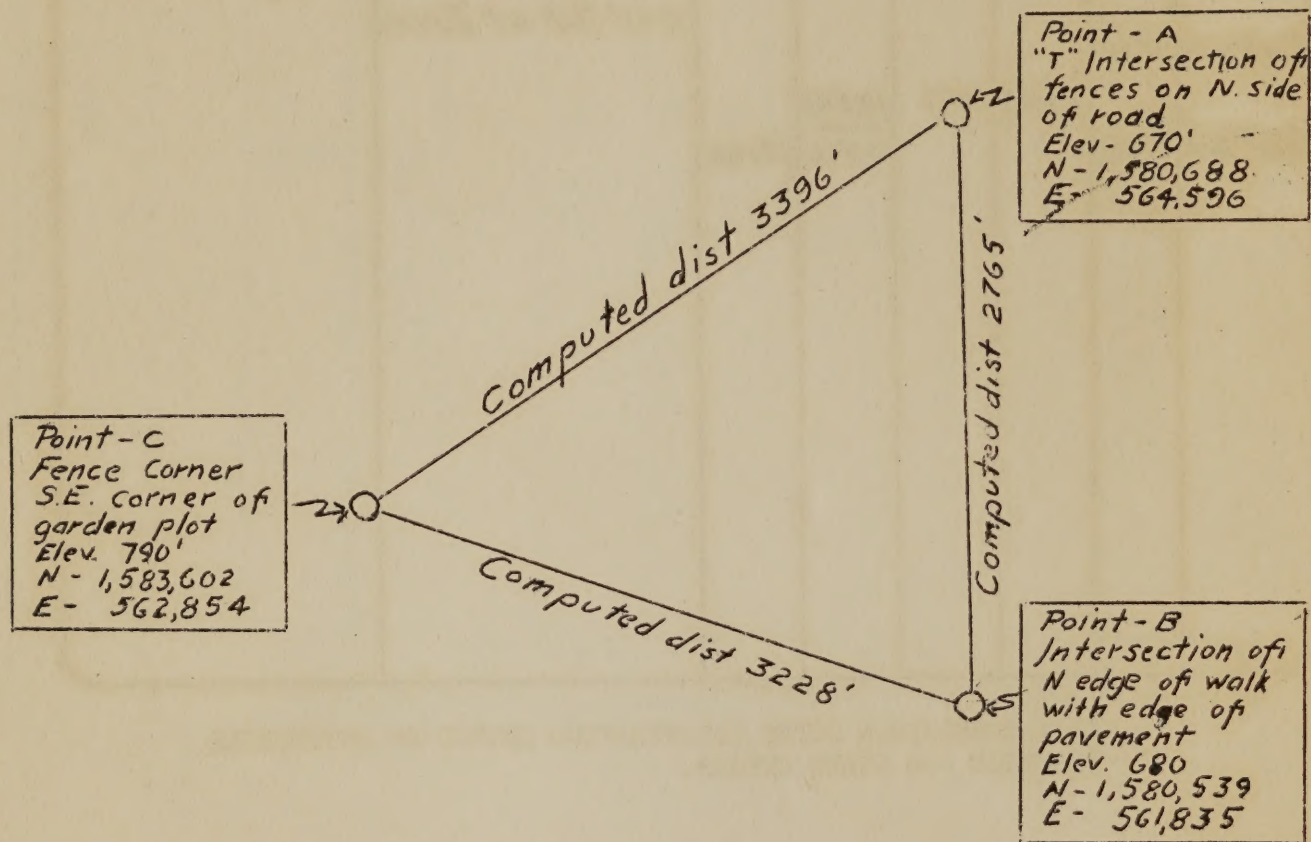 Point - A
"T" Intersection of
fences on N. side
of road
Elev - 670'
N - 1,580,688
E - 564,596
Computed dist 3396'
Computed dist 2765'
Point - C
Fence Corner
S.E. corner of
garden plot
Elev. 790'
N - 1,583,602
E - 562,854
Computed dist 3228'
Point - B
Intersection of
N edge of walk
with edge of
pavement
Elev. 680
N - 1,580,539
E - 561,835